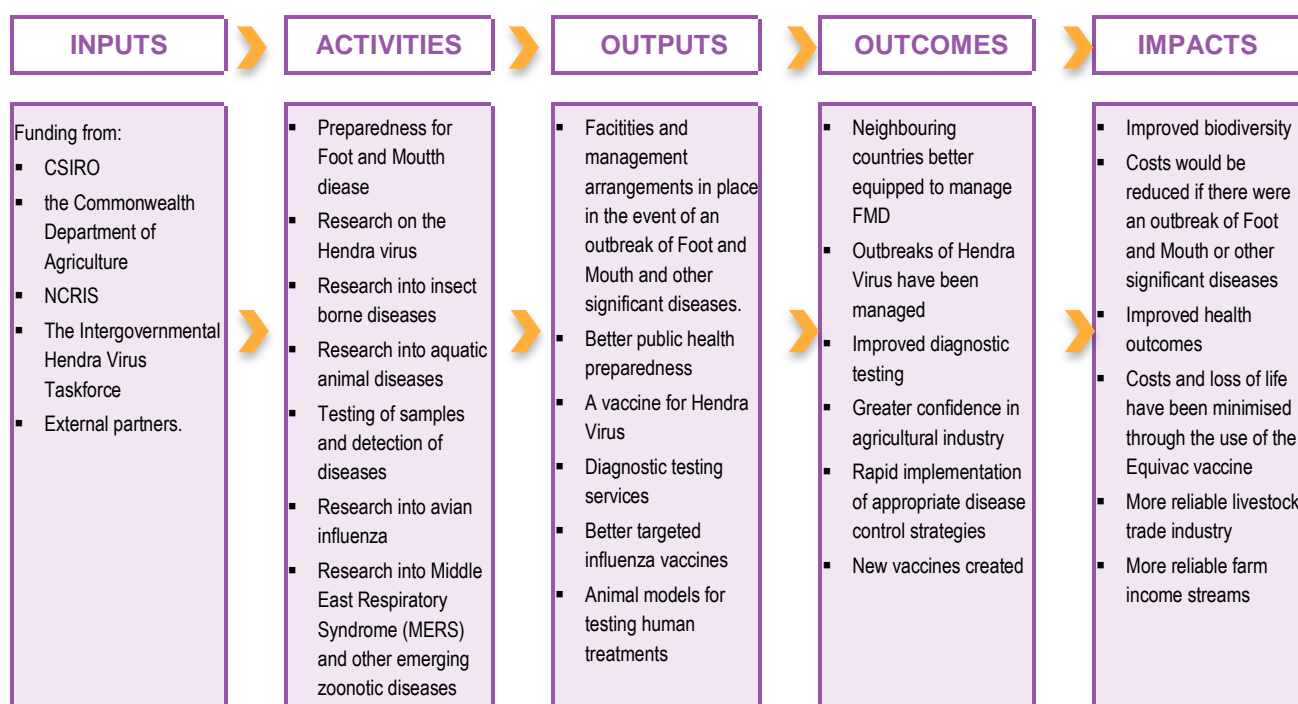 INPUTS
ACTIVITIES
OUTPUTS
OUTCOMES
IMPACTS
Funding from:
▪ CSIRO
▪ the Commonwealth
Department of
Agriculture
▪ NCRIS
▪ The Intergovernmental
Hendra Virus
Taskforce
▪ External partners.
▪ Preparedness for
Foot and Moutth
diease
▪ Research on the
Hendra virus
▪ Research into insect
borne diseases
▪ Research into aquatic
animal diseases
▪ Testing of samples
and detection of
diseases
▪ Research into avian
influenza
▪ Research into Middle
East Respiratory
Syndrome (MERS)
and other emerging
zoonotic diseases
▪ Facitities and
management
arrangements in place
in the event of an
outbreak of Foot and
Mouth and other
significant diseases.
▪ Better public health
preparedness
▪ A vaccine for Hendra
Virus
▪ Diagnostic testing
services
▪ Better targeted
influenza vaccines
▪ Animal models for
testing human
treatments
▪ Neighbouring
countries better
equipped to manage
FMD
▪ Outbreaks of Hendra
Virus have been
managed
▪ Improved diagnostic
testing
▪ Greater confidence in
agricultural industry
▪ Rapid implementation
of appropriate disease
control strategies
▪ New vaccines created
▪ Improved biodiversity
▪ Costs would be
reduced if there were
an outbreak of Foot
and Mouth or other
significant diseases
▪ Improved health
outcomes
▪ Costs and loss of life
have been minimised
through the use of the
Equivac vaccine
▪ More reliable livestock
trade industry
▪ More reliable farm
income streams